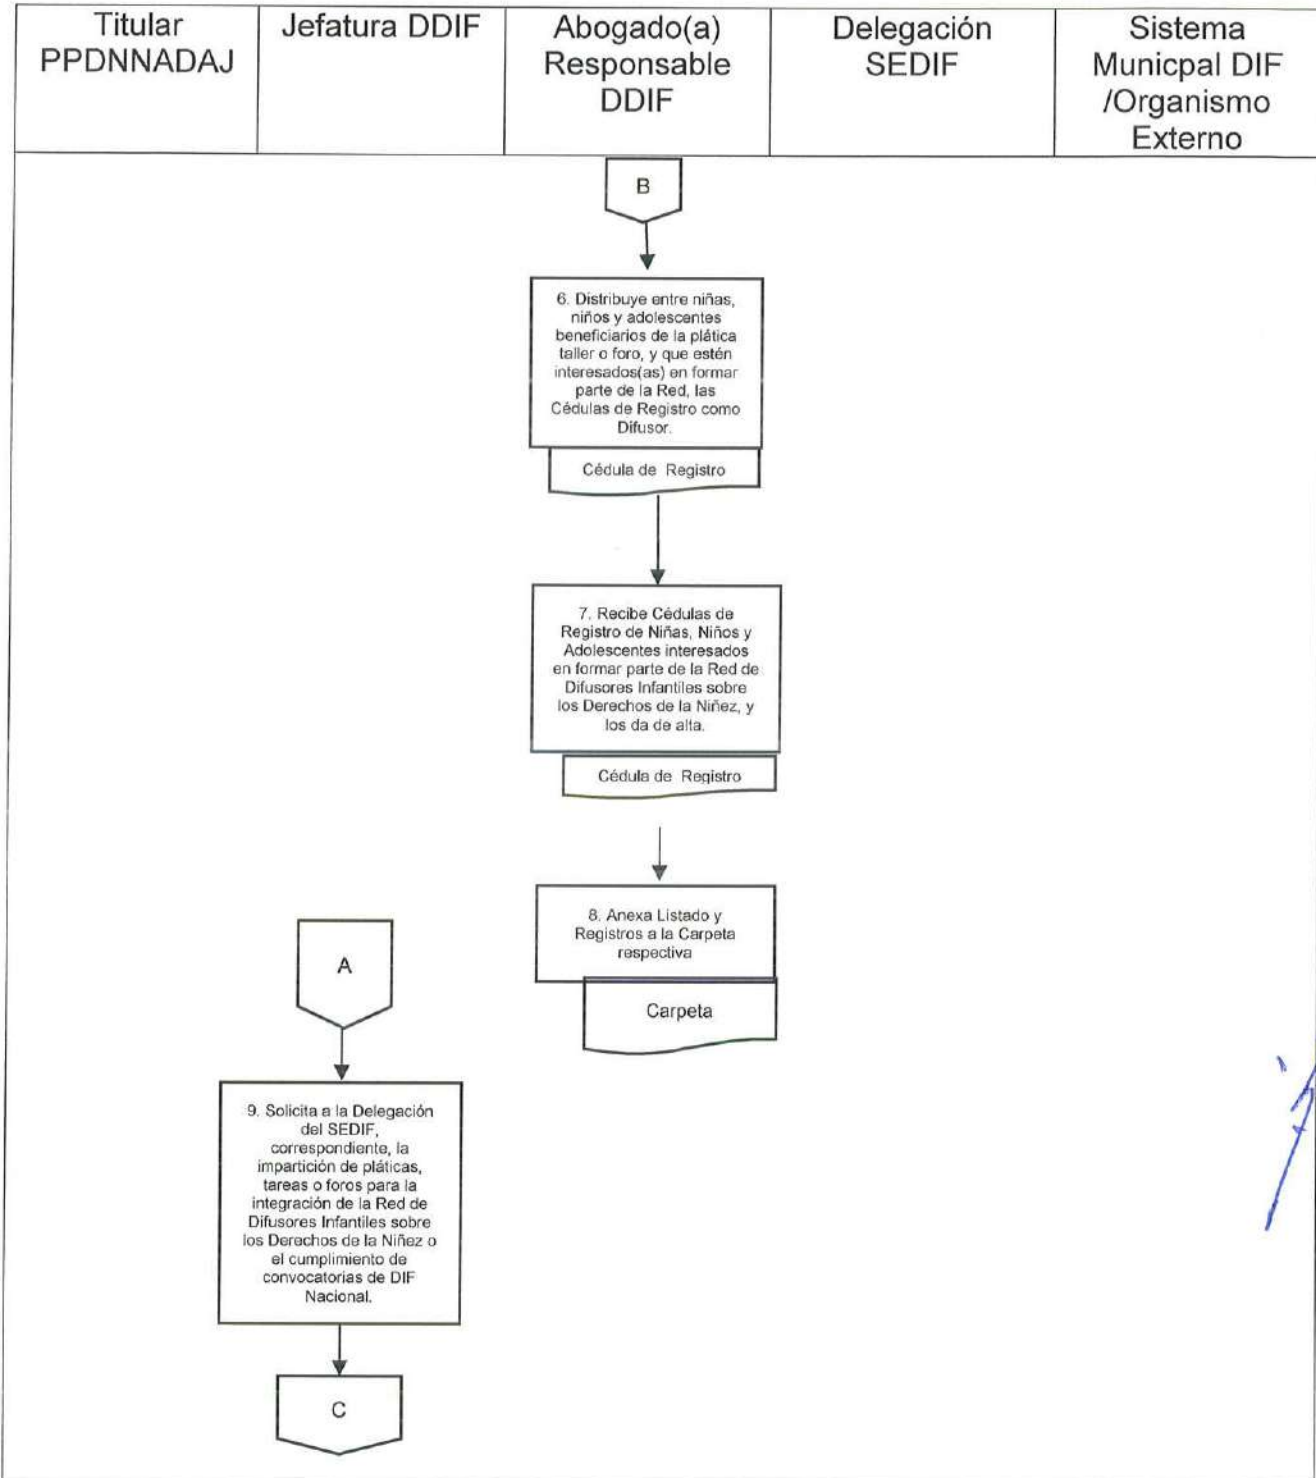 Titular
PPDNNADAJ
Jefatura DDIF
Abogado(a)
Responsable
DDIF
Delegación
SEDIF
Sistema
Municpal DIF
/Organismo
Externo
B
6. Distribuye entre niñas,
niños y adolescentes
beneficiarios de la plática
taller o foro, y que estén
interesados(as) en formar
parte de la Red, las
Cédulas de Registro como
Difusor.
Cédula de Registro
7. Recibe Cédulas de
Registro de Niñas, Niños y
Adolescentes interesados
en formar parte de la Red de
Difusores Infantiles sobre
los Derechos de la Niñez, y
los da de alta.
Cédula de Registro
8. Anexa Listado y
Registros a la Carpeta
respectiva
Carpeta
A
9. Solicita a la Delegación
del SEDIF,
correspondiente, la
impartición de pláticas,
tareas o foros para la
integración de la Red de
Difusores Infantiles sobre
los Derechos de la Niñez o
el cumplimiento de
convocatorias de DIF
Nacional.
C